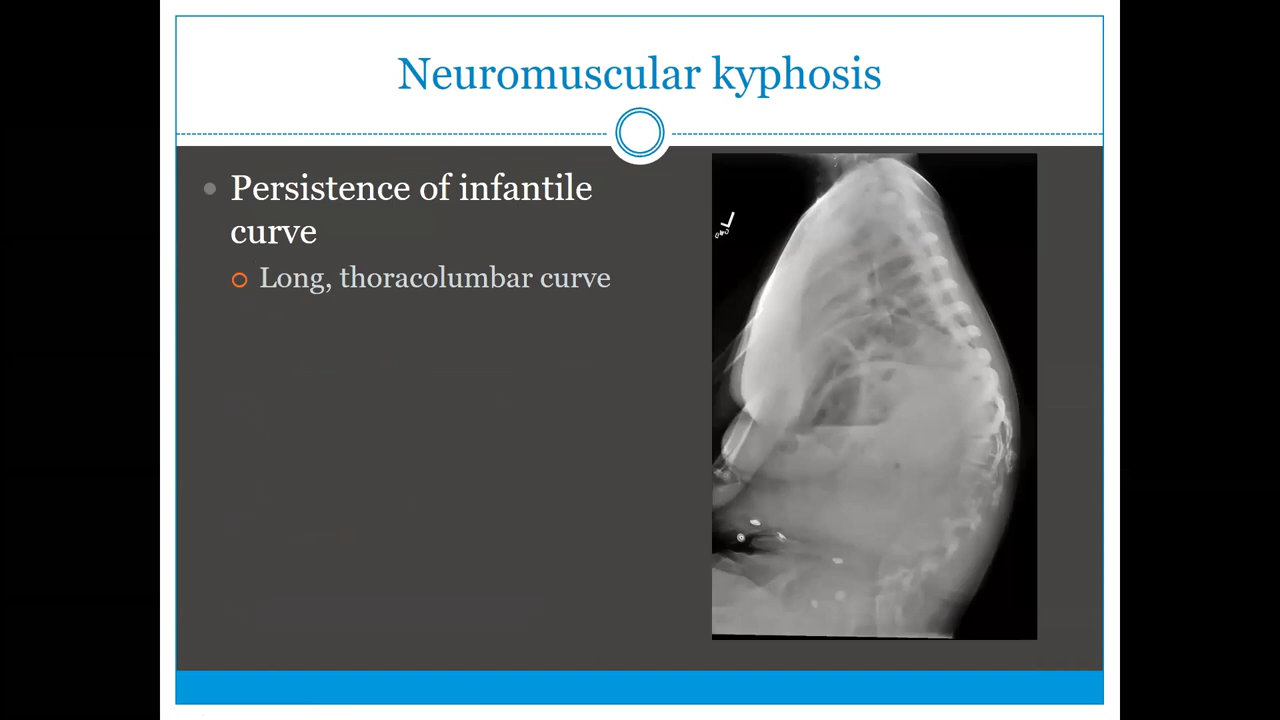 Neuromuscular kyphosis
Persistence of infantile
curve
Long, thoracolumbar curve
L